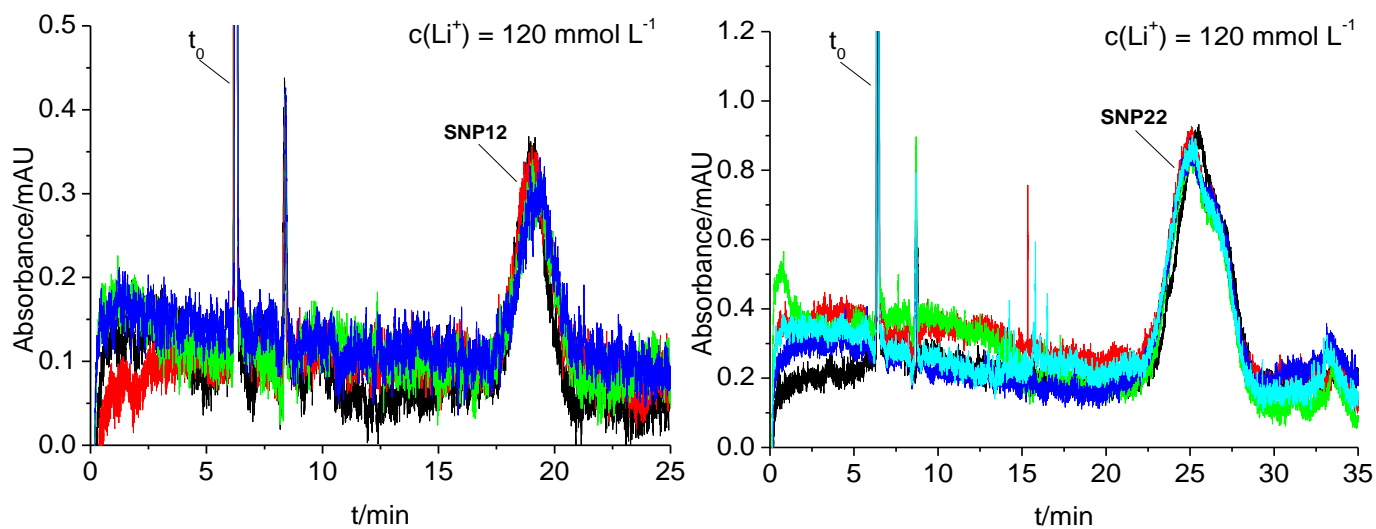 c(Li⁺) = 120 mmol L⁻¹
t₀
SNP12
Absorbance/mAU
0.5
0.4
0.3
0.2
0.1
0.0
0 5 10 15 20 25
t/min
c(Li⁺) = 120 mmol L⁻¹
t₀
SNP22
Absorbance/mAU
1.2
1.0
0.8
0.6
0.4
0.2
0.0
0 5 10 15 20 25 30 35
t/min